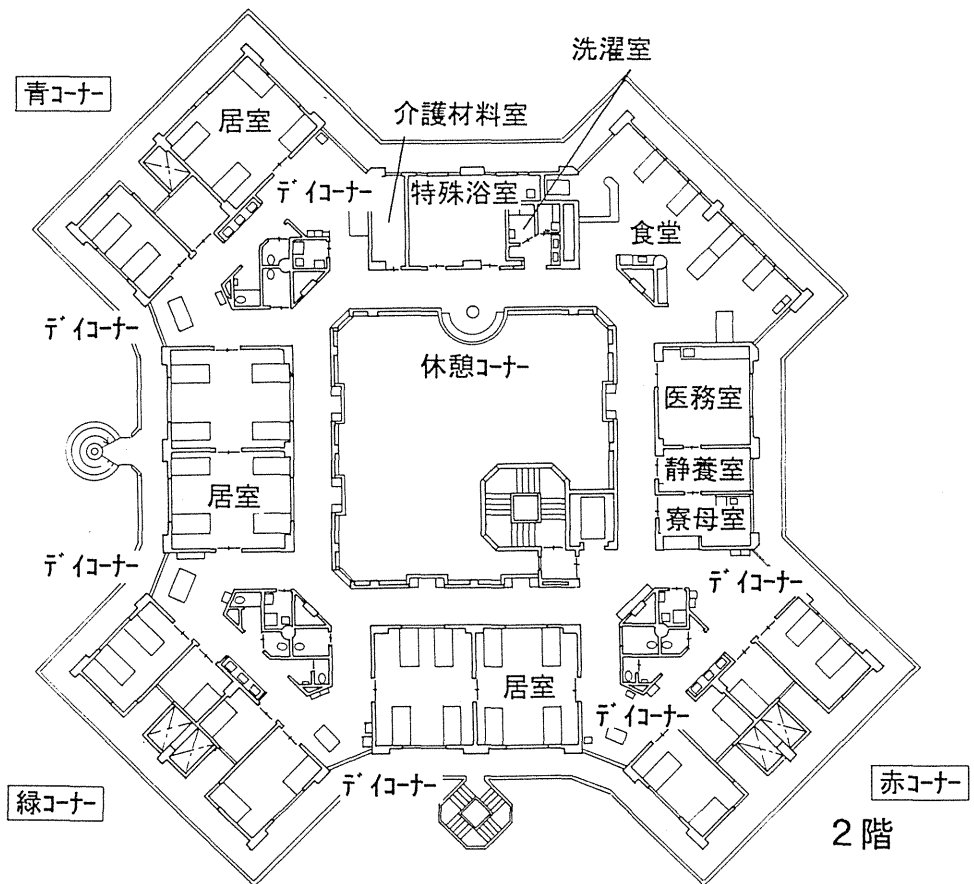 洗濯室
青コーナー
介護材料室
居室
デイコーナー
特殊浴室
食堂
デイコーナー
休憩コーナー
医務室
静養室
居室
寮母室
デイコーナー
デイコーナー
居室
デイコーナー
デイコーナー
赤コーナー
緑コーナー
2階